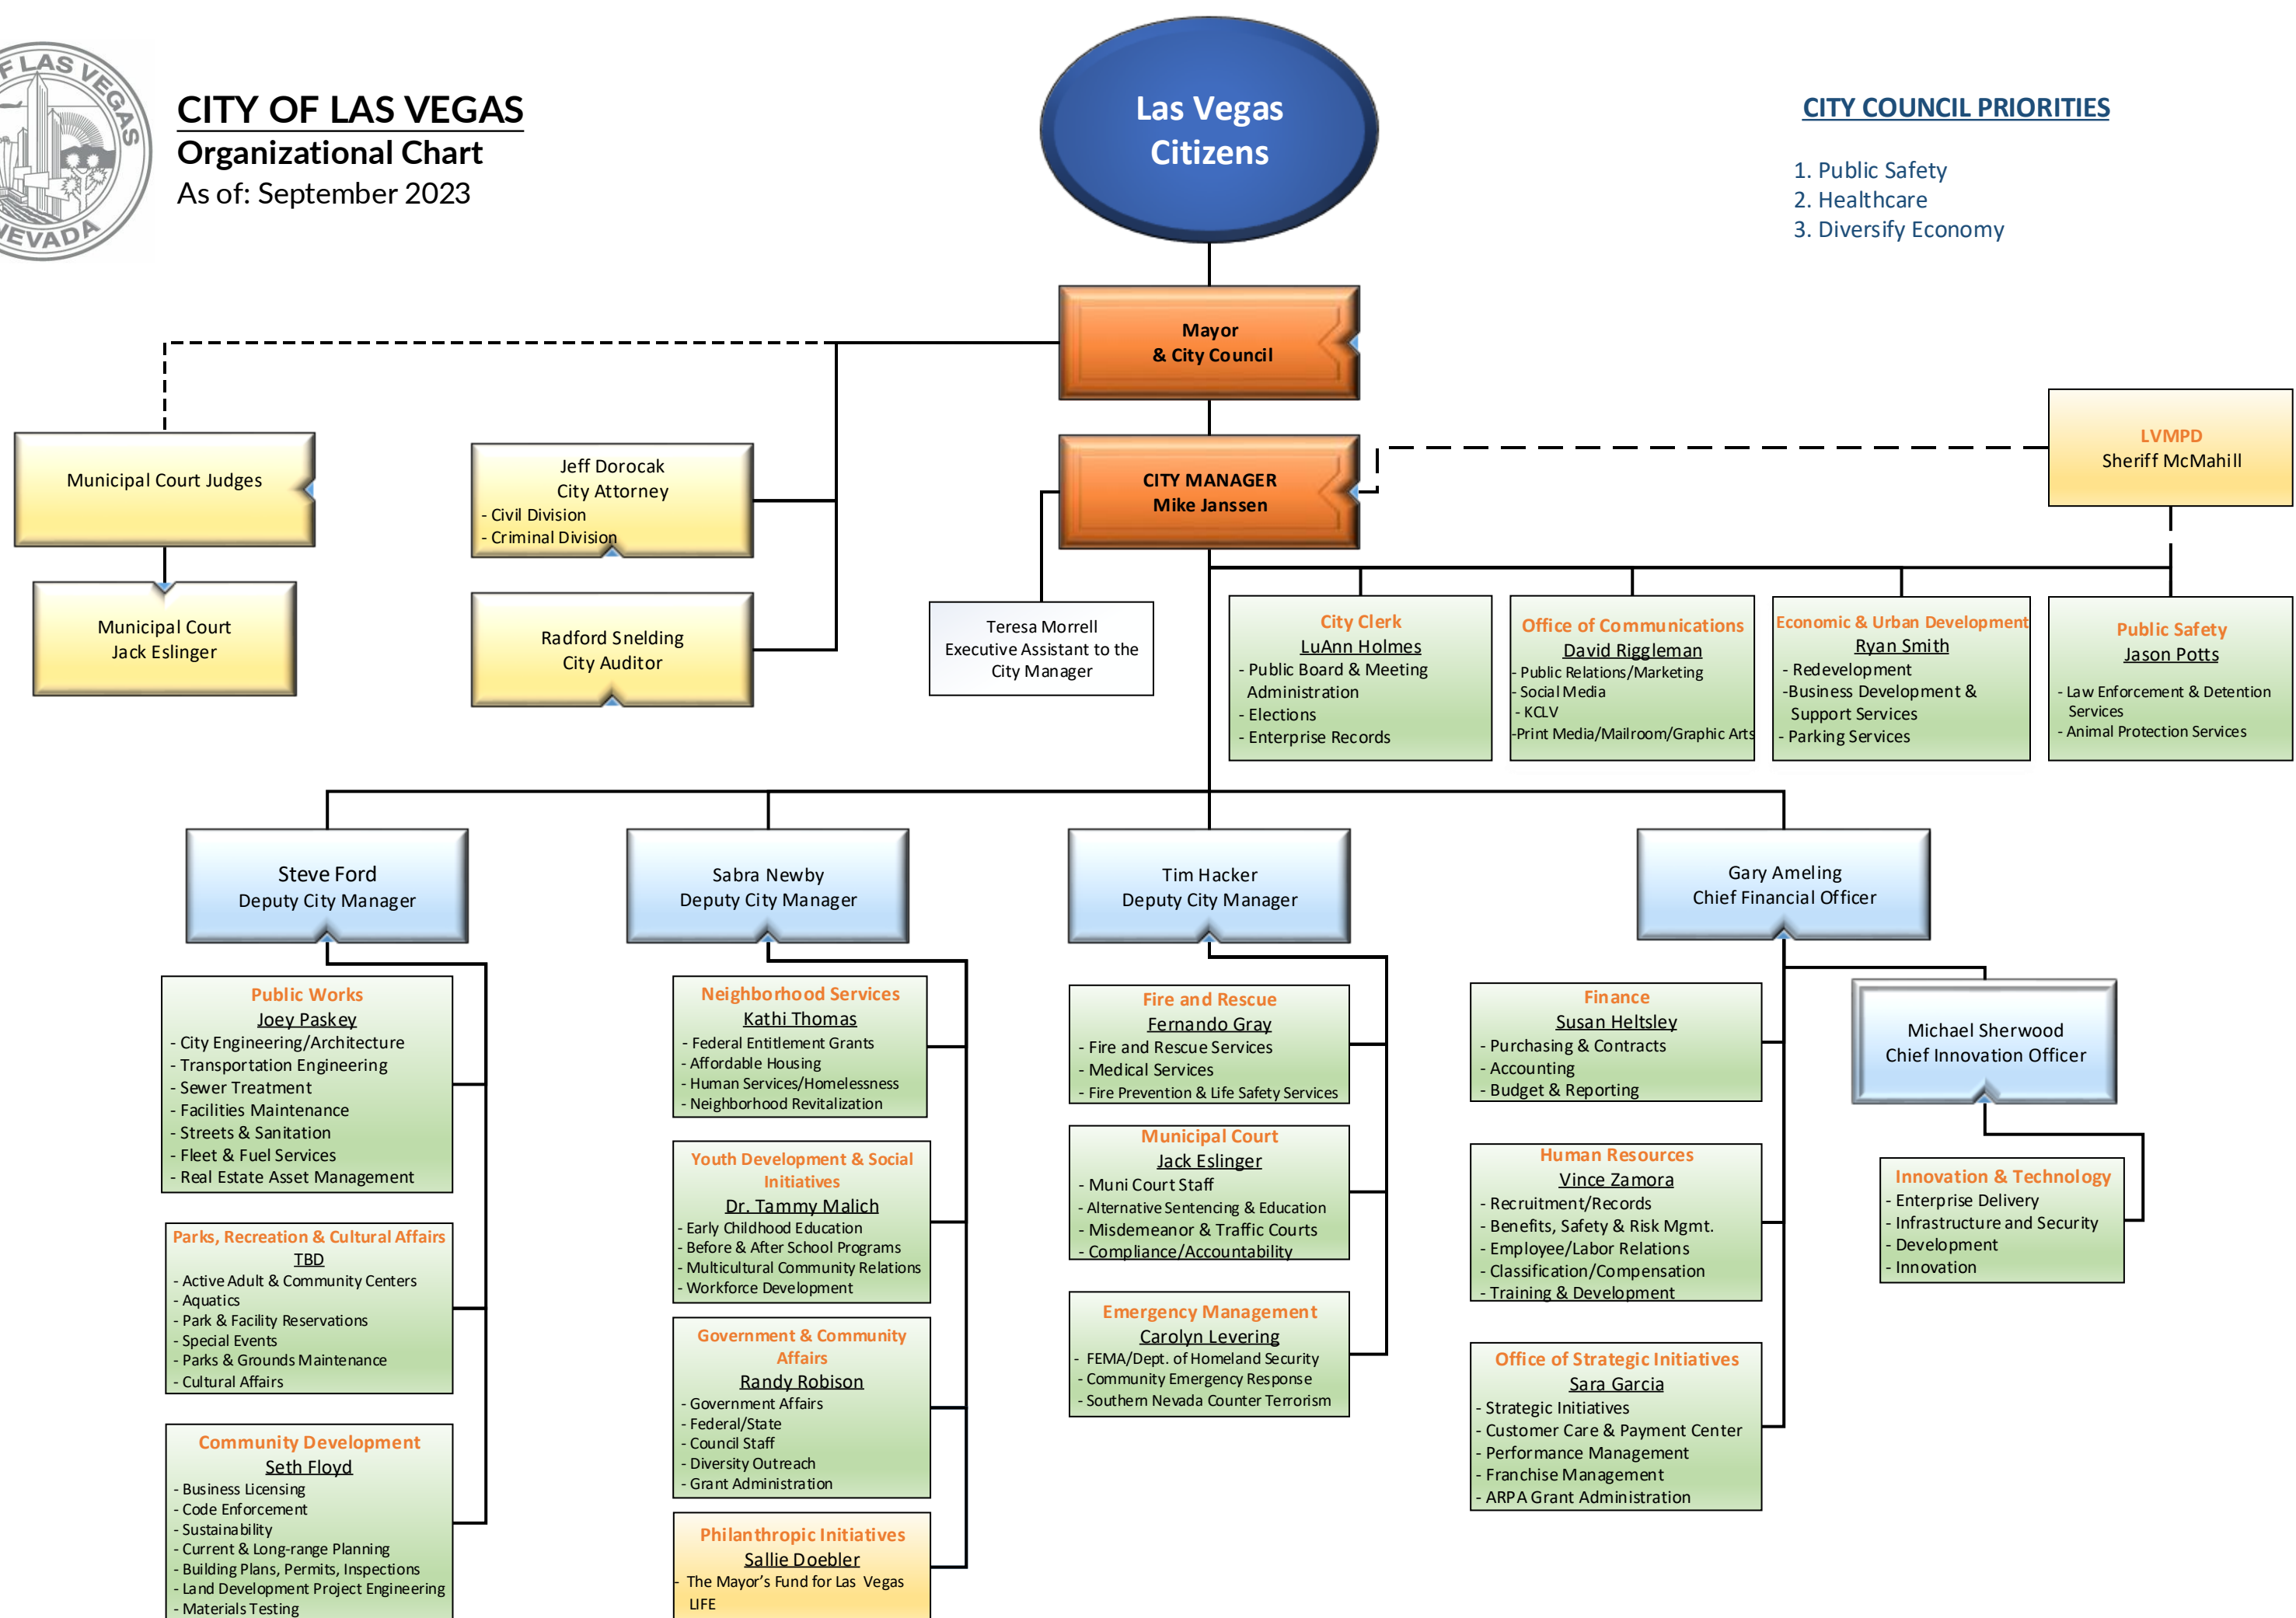 F LAS VEGAS
NEVADA
CITY OF LAS VEGAS
Organizational Chart
As of: September 2023
Las Vegas
Citizens
CITY COUNCIL PRIORITIES
1. Public Safety
2. Healthcare
3. Diversify Economy
Mayor
& City Council
CITY MANAGER
Mike Janssen
LVMPD
Sheriff McMahill
Municipal Court Judges
Jeff Dorocak
City Attorney
- Civil Division
- Criminal Division
Municipal Court
Jack Eslinger
Radford Snelding
City Auditor
Teresa Morrell
Executive Assistant to the
City Manager
City Clerk
LuAnn Holmes
- Public Board & Meeting
Administration
- Elections
- Enterprise Records
Office of Communications
David Riggleman
- Public Relations/Marketing
- Social Media
- KCLV
-Print Media/Mailroom/Graphic Arts
Economic & Urban Development
Ryan Smith
- Redevelopment
-Business Development &
Support Services
- Parking Services
Public Safety
Jason Potts
- Law Enforcement & Detention
Services
- Animal Protection Services
Steve Ford
Deputy City Manager
Sabra Newby
Deputy City Manager
Tim Hacker
Deputy City Manager
Gary Ameling
Chief Financial Officer
Public Works
Joey Paskey
- City Engineering/Architecture
- Transportation Engineering
- Sewer Treatment
- Facilities Maintenance
- Streets & Sanitation
- Fleet & Fuel Services
- Real Estate Asset Management
Parks, Recreation & Cultural Affairs
TBD
- Active Adult & Community Centers
- Aquatics
- Park & Facility Reservations
- Special Events
- Parks & Grounds Maintenance
- Cultural Affairs
Community Development
Seth Floyd
- Business Licensing
- Code Enforcement
- Sustainability
- Current & Long-range Planning
- Building Plans, Permits, Inspections
- Land Development Project Engineering
- Materials Testing
Neighborhood Services
Kathi Thomas
- Federal Entitlement Grants
- Affordable Housing
- Human Services/Homelessness
- Neighborhood Revitalization
Youth Development & Social
Initiatives
Dr. Tammy Malich
- Early Childhood Education
- Before & After School Programs
- Multicultural Community Relations
- Workforce Development
Government & Community
Affairs
Randy Robison
- Government Affairs
- Federal/State
- Council Staff
- Diversity Outreach
- Grant Administration
Philanthropic Initiatives
Sallie Doebler
- The Mayor's Fund for Las Vegas
LIFE
Fire and Rescue
Fernando Gray
- Fire and Rescue Services
- Medical Services
- Fire Prevention & Life Safety Services
Municipal Court
Jack Eslinger
- Muni Court Staff
- Alternative Sentencing & Education
- Misdemeanor & Traffic Courts
- Compliance/Accountability
Emergency Management
Carolyn Levering
- FEMA/Dept. of Homeland Security
- Community Emergency Response
- Southern Nevada Counter Terrorism
Finance
Susan Heltsley
- Purchasing & Contracts
- Accounting
- Budget & Reporting
Human Resources
Vince Zamora
- Recruitment/Records
- Benefits, Safety & Risk Mgmt.
- Employee/Labor Relations
- Classification/Compensation
- Training & Development
Office of Strategic Initiatives
Sara Garcia
- Strategic Initiatives
- Customer Care & Payment Center
- Performance Management
- Franchise Management
- ARPA Grant Administration
Michael Sherwood
Chief Innovation Officer
Innovation & Technology
- Enterprise Delivery
- Infrastructure and Security
- Development
- Innovation